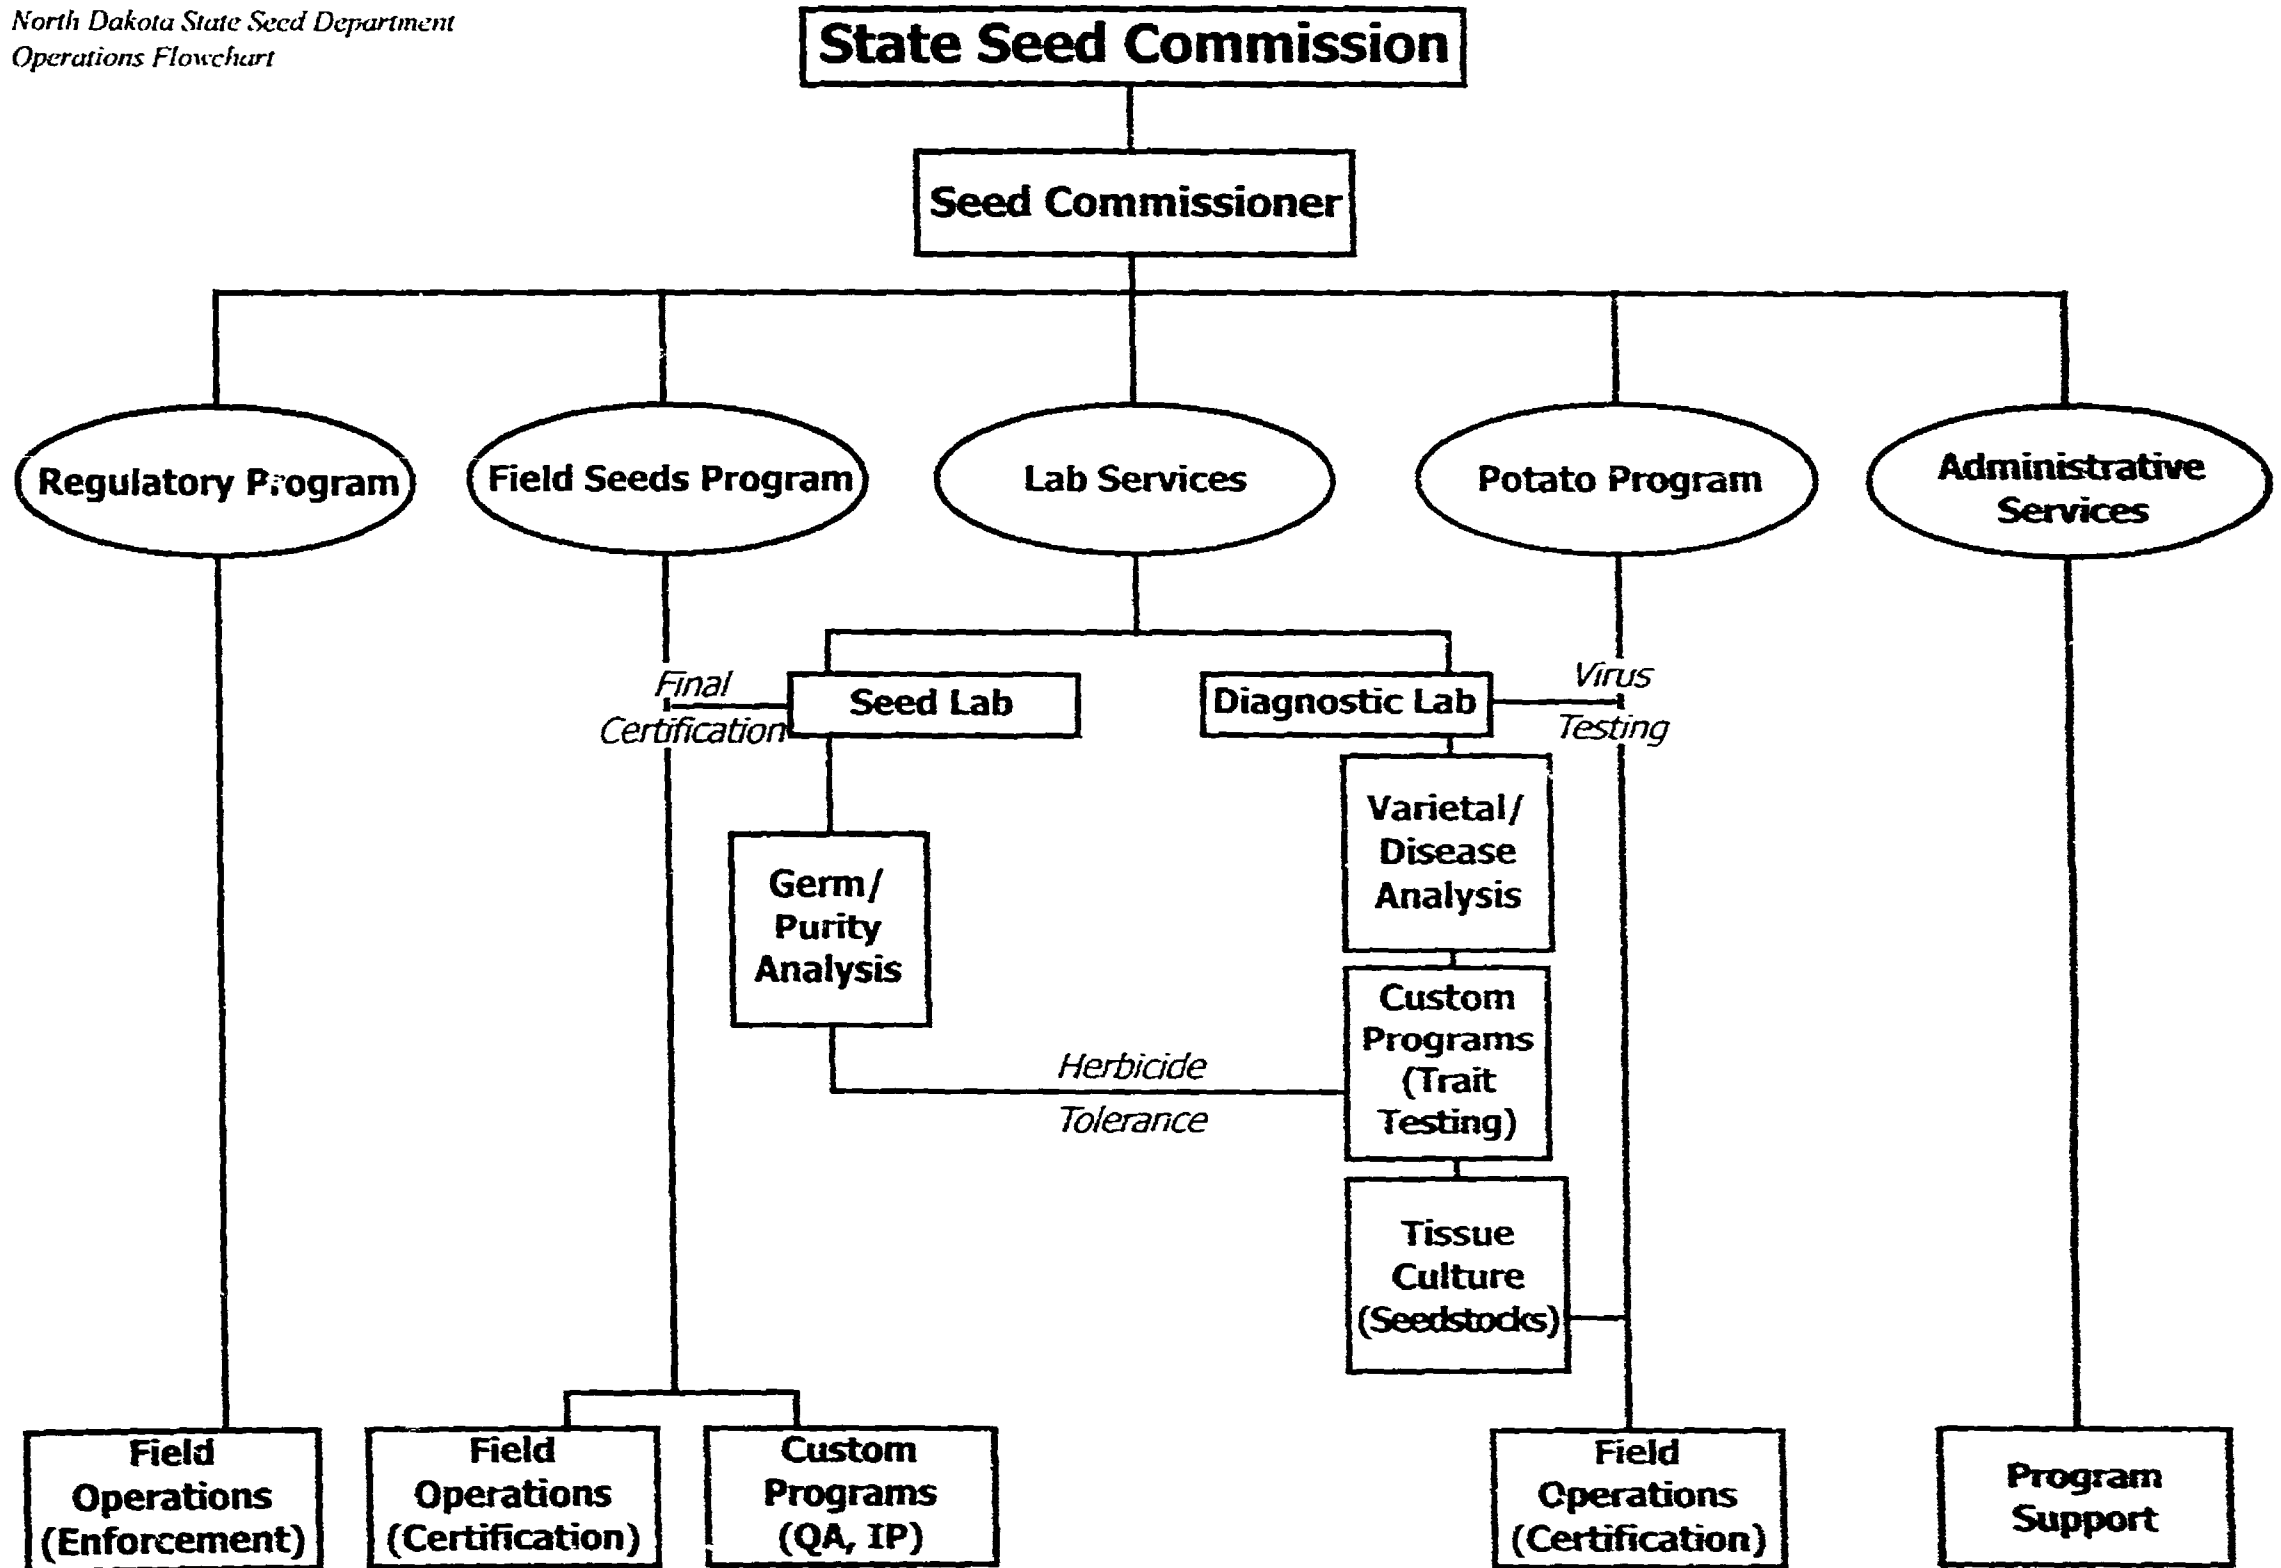 North Dakota State Seed Department
Operations Flowchart
State Seed Commission
Seed Commissioner
Regulatory Program
Field Seeds Program
Lab Services
Potato Program
Administrative
Services
Final
Certification
Seed Lab
Diagnostic Lab
Virus
Testing
Germ/
Purity
Analysis
Varietal/
Disease
Analysis
Herbicide
Tolerance
Custom
Programs
(Trait
Testing)
Tissue
Culture
(Seedstocks)
Field
Operations
(Enforcement)
Field
Operations
(Certification)
Custom
Programs
(QA, IP)
Field
Operations
(Certification)
Program
Support